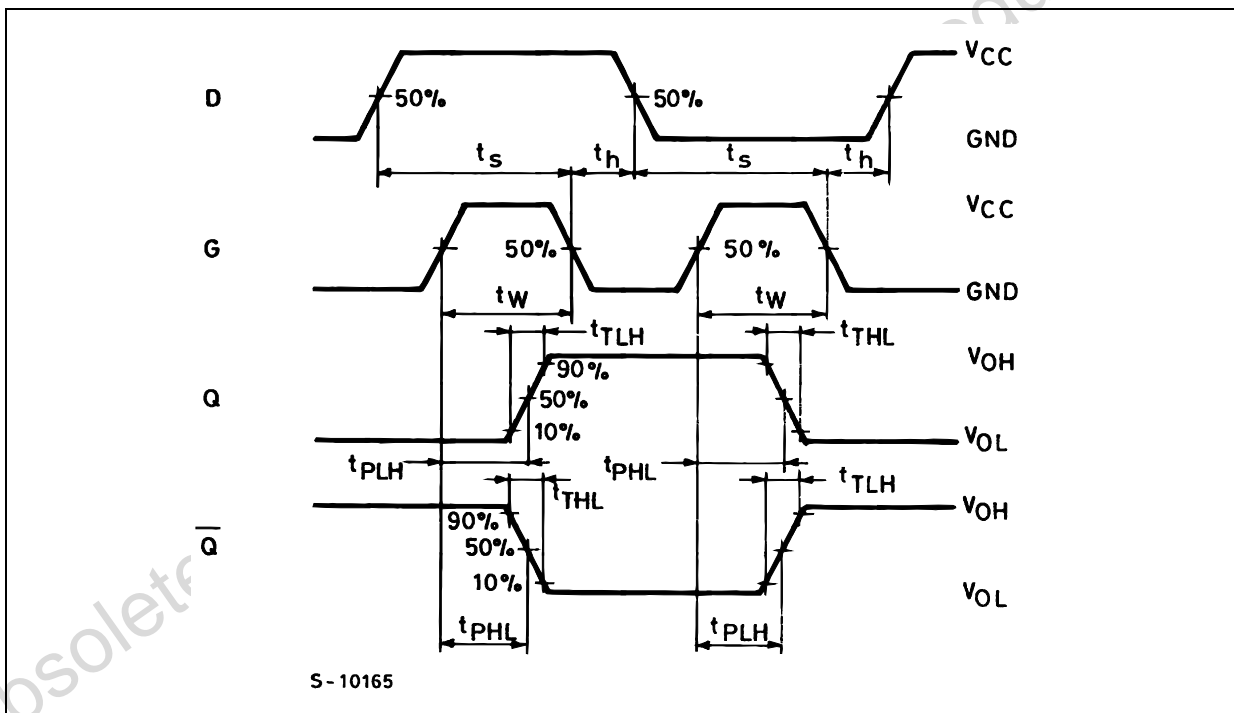 VCC
D
50%
50%
GND
ts
th
ts
th
VCC
G
50%
50%
GND
tW
tW
tTLH
tTHL
VOH
90%
Q
50%
10%
VOL
tPLH
tPHL
tTHL
tTLH
VOH
90%
Q̅
50%
10%
VOL
tPHL
tPLH
S-10165